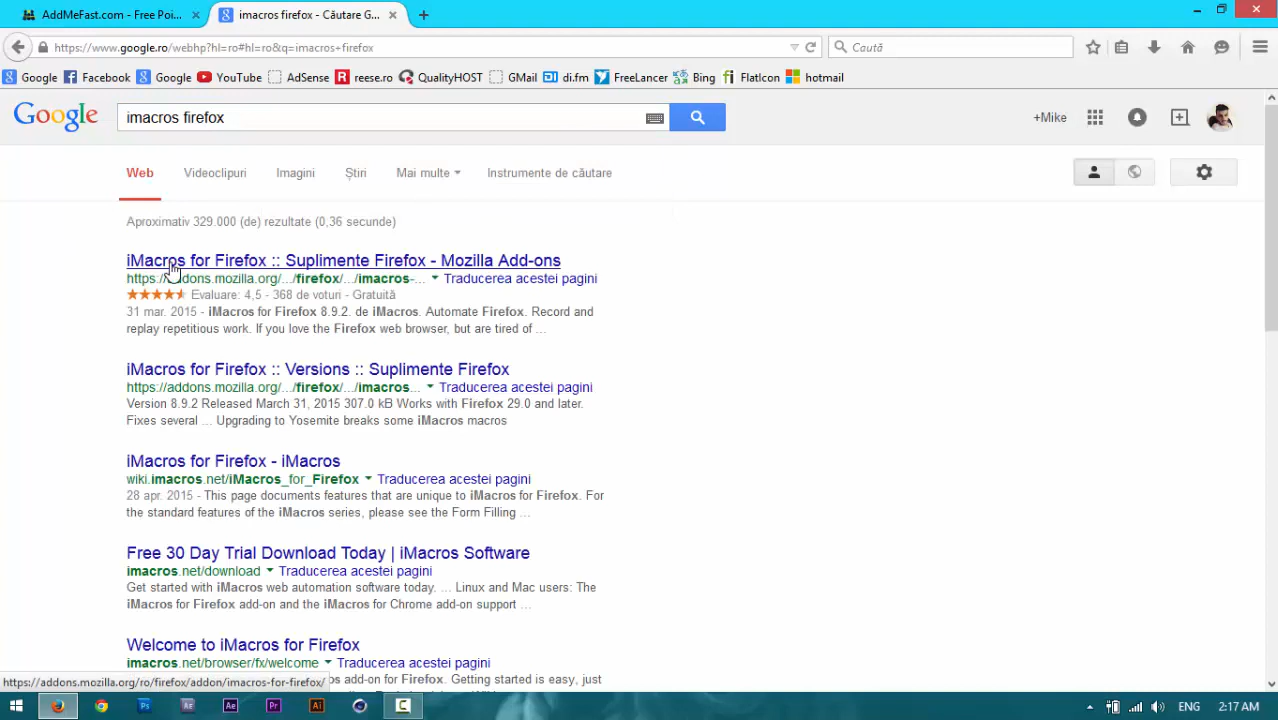 AddMeFast.com - Free Poi...
imacros firefox - Căutare G...
https://www.google.ro/webhp?hl=ro#hl=ro&q=imacros+firefox
Caută
Google
Facebook
Google
YouTube
AdSense
reese.ro
QualityHOST
GMail
di.fm
FreeLancer
Bing
FlatIcon
hotmail
Google
imacros firefox
+Mike
Web
Videoclipuri
Imagini
Știri
Mai multe
Instrumente de căutare
Aproximativ 329.000 (de) rezultate (0,36 secunde)
iMacros for Firefox :: Suplimente Firefox - Mozilla Add-ons
https://addons.mozilla.org/.../firefox/.../imacros-... Traducerea acestei pagini
Evaluare: 4,5 - 368 de voturi - Gratuită
31 mar. 2015 - iMacros for Firefox 8.9.2. de iMacros. Automate Firefox. Record and
replay repetitious work. If you love the Firefox web browser, but are tired of ...
iMacros for Firefox :: Versions :: Suplimente Firefox
https://addons.mozilla.org/.../firefox/.../imacros... Traducerea acestei pagini
Version 8.9.2 Released March 31, 2015 307.0 kB Works with Firefox 29.0 and later.
Fixes several ... Upgrading to Yosemite breaks some iMacros macros
iMacros for Firefox - iMacros
wiki.imacros.net/iMacros_for_Firefox Traducerea acestei pagini
28 apr. 2015 - This page documents features that are unique to iMacros for Firefox. For
the standard features of the iMacros series, please see the Form Filling ...
Free 30 Day Trial Download Today | iMacros Software
imacros.net/download Traducerea acestei pagini
Get started with iMacros web automation software today. ... Linux and Mac users: The
iMacros for Firefox add-on and the iMacros for Chrome add-on support ...
Welcome to iMacros for Firefox
imacros.net/browser/fx/welcome Traducerea acestei pagini
https://addons.mozilla.org/ro/firefox/addon/imacros-for-firefox/
add-on for Firefox. Getting started is easy, just
Ps
Ae
Ae
Pr
Ai
C
ENG
2:17 AM